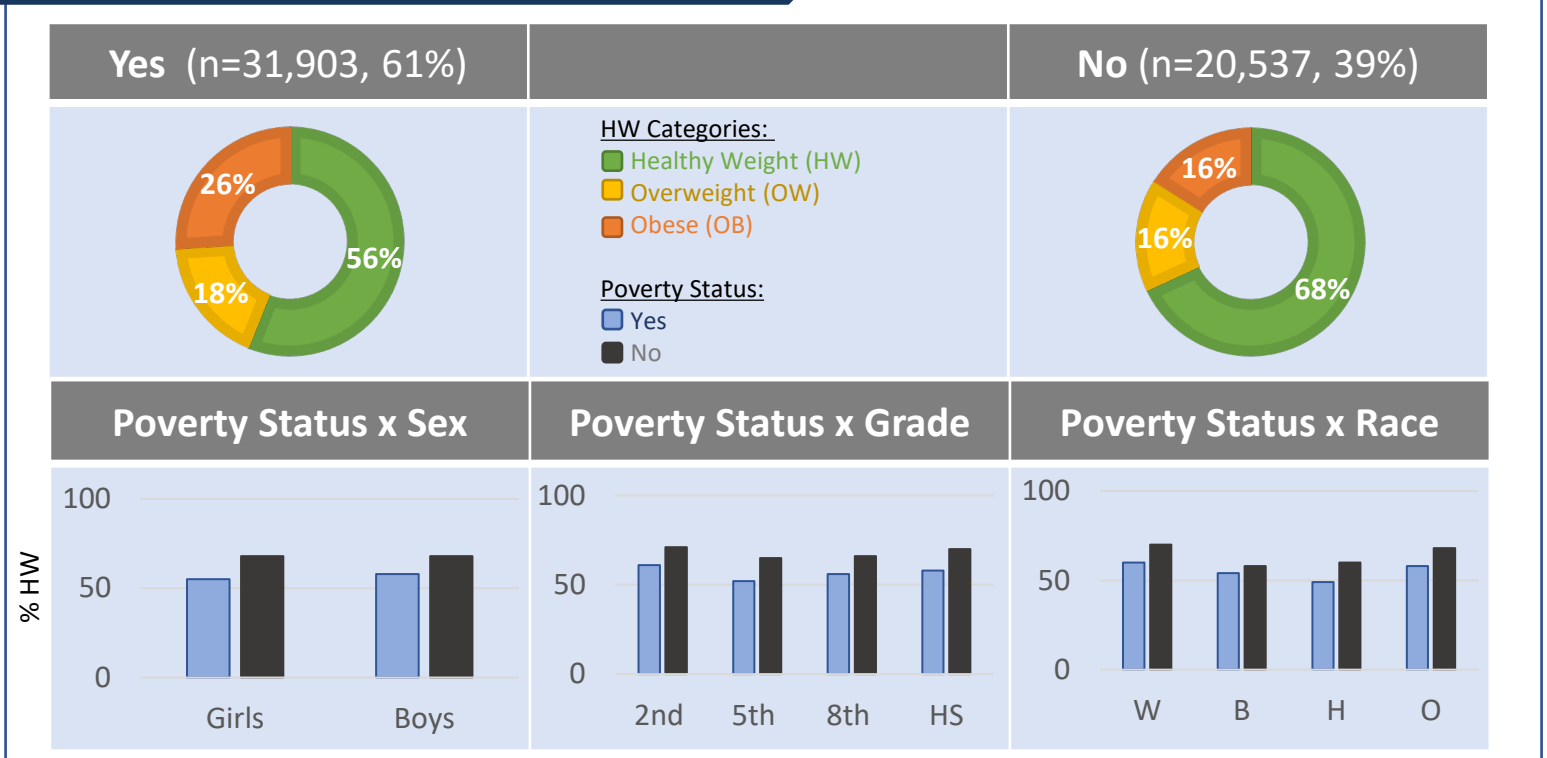 Yes (n=31,903, 61%)
No (n=20,537, 39%)
26%
56%
18%
HW Categories:
Healthy Weight (HW)
Overweight (OW)
Obese (OB)
Poverty Status:
Yes
No
16%
16%
68%
Poverty Status x Sex
Poverty Status x Grade
Poverty Status x Race
% HW
100
50
0
Girls Boys
100
50
0
2nd 5th 8th HS
100
50
0
W B H O